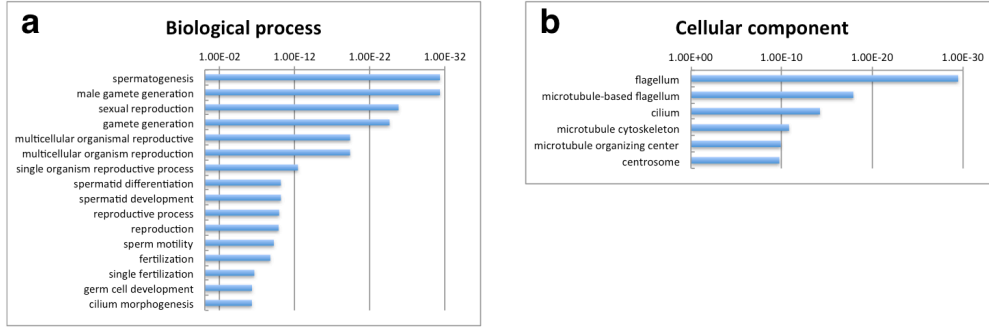 a
Biological process
1.00E-02 1.00E-12 1.00E-22 1.00E-32
spermatogenesis
male gamete generation
sexual reproduction
gamete generation
multicellular organismal reproductive
multicellular organism reproduction
single organism reproductive process
spermatid differentiation
spermatid development
reproductive process
reproduction
sperm motility
fertilization
single fertilization
germ cell development
cilium morphogenesis
b
Cellular component
1.00E+00 1.00E-10 1.00E-20 1.00E-30
flagellum
microtubule-based flagellum
cilium
microtubule cytoskeleton
microtubule organizing center
centrosome